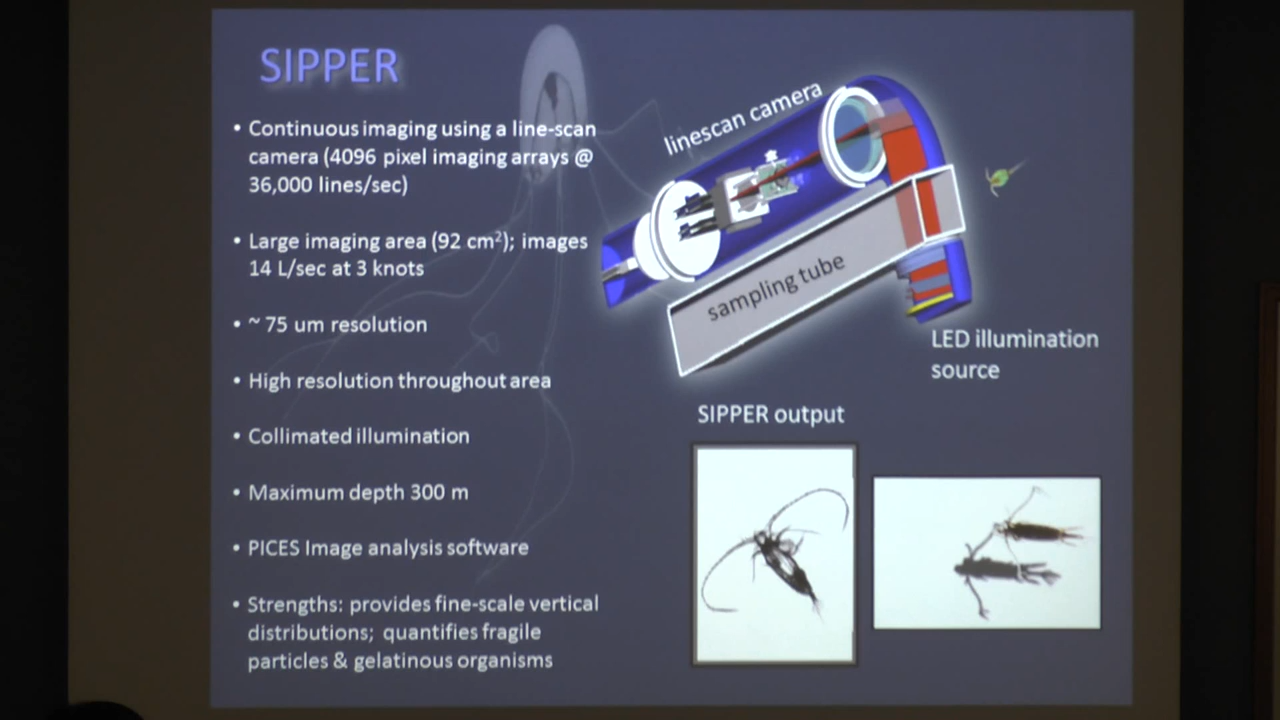 SIPPER
• Continuous imaging using a line-scan
camera (4096 pixel imaging arrays @
36,000 lines/sec)
• Large imaging area (92 cm²); images
14 L/sec at 3 knots
• ~ 75 um resolution
• High resolution throughout area
• Collimated illumination
• Maximum depth 300 m
• PICES Image analysis software
• Strengths: provides fine-scale vertical
distributions; quantifies fragile
particles & gelatinous organisms
linescan camera
sampling tube
LED illumination
source
SIPPER output